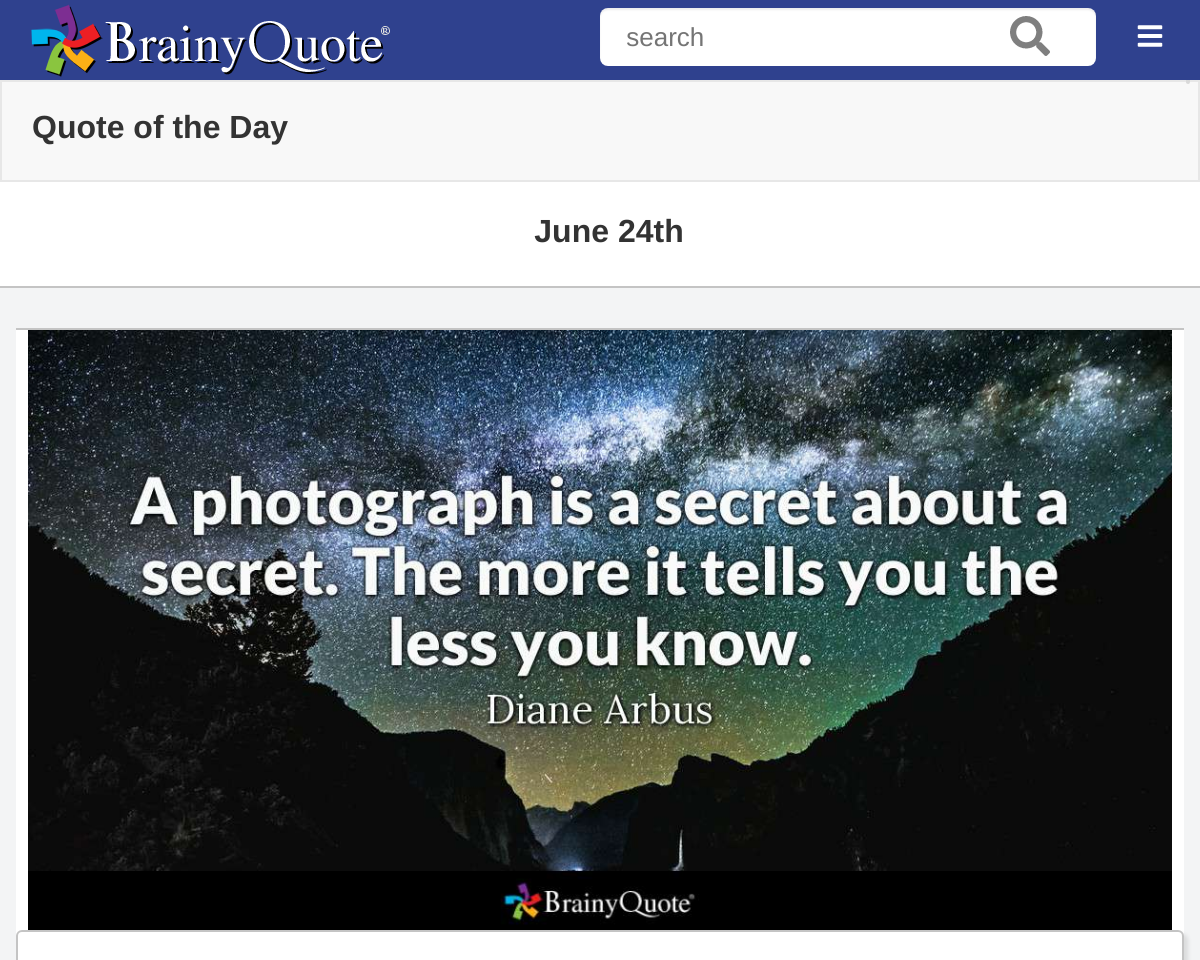 BrainyQuote®
search
Quote of the Day
June 24th
A photograph is a secret about a
secret. The more it tells you the
less you know.
Diane Arbus
BrainyQuote®